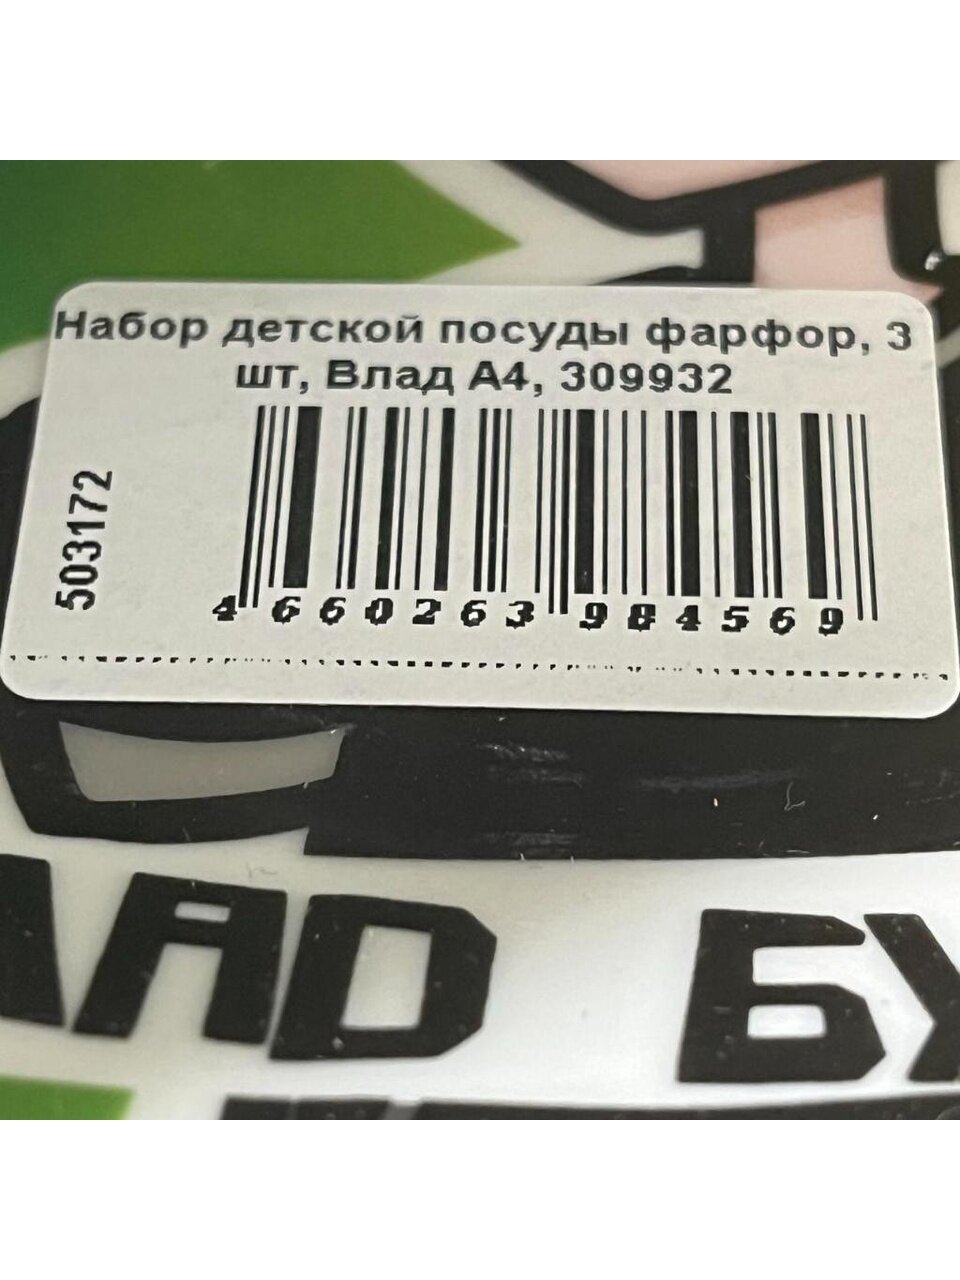 Набор детской посуды фарфор, 3
шт, Влад А4, 309932
503172
4 660263 984569